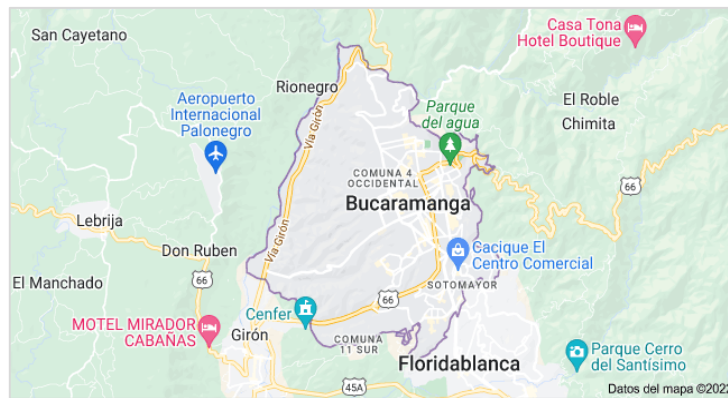 San Cayetano
Casa Tona
Hotel Boutique
Rionegro
Aeropuerto
Internacional
Palonegro
Vía Girón
Parque
del agua
El Roble
Chimita
COMUNA 4
OCCIDENTAL
66
Bucaramanga
Lebrija
Don Ruben
Vía Girón
Cacique El
Centro Comercial
66
El Manchado
SOTOMAYOR
66
Cenfer
MOTEL MIRADOR
CABAÑAS
Girón
COMUNA
11 SUR
Floridablanca
Parque Cerro
del Santísimo
45A
Datos del mapa ©2022